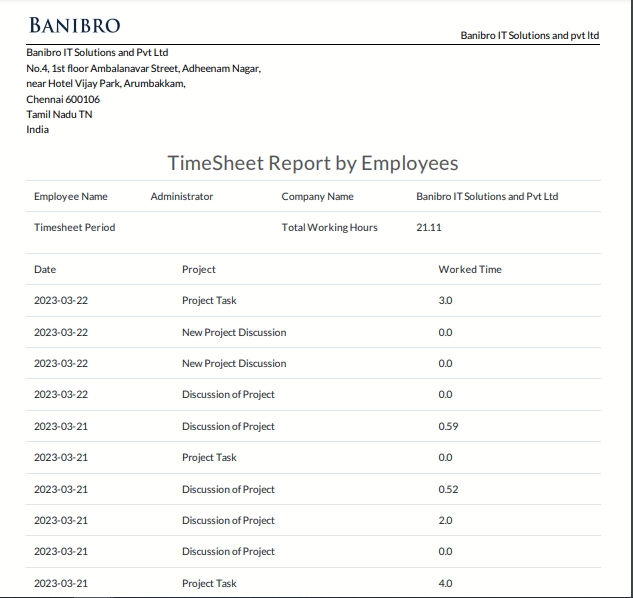 BANIBRO
Banibro IT Solutions and pvt ltd
Banibro IT Solutions and Pvt Ltd
No.4, 1st floor Ambalanavar Street, Adheenam Nagar,
near Hotel Vijay Park, Arumbakkam,
Chennai 600106
Tamil Nadu TN
India
TimeSheet Report by Employees
Employee Name Administrator Company Name Banibro IT Solutions and Pvt Ltd
Timesheet Period Total Working Hours 21.11
Date Project Worked Time
2023-03-22 Project Task 3.0
2023-03-22 New Project Discussion 0.0
2023-03-22 New Project Discussion 0.0
2023-03-22 Discussion of Project 0.0
2023-03-21 Discussion of Project 0.59
2023-03-21 Project Task 0.0
2023-03-21 Discussion of Project 0.52
2023-03-21 Discussion of Project 2.0
2023-03-21 Discussion of Project 0.0
2023-03-21 Project Task 4.0